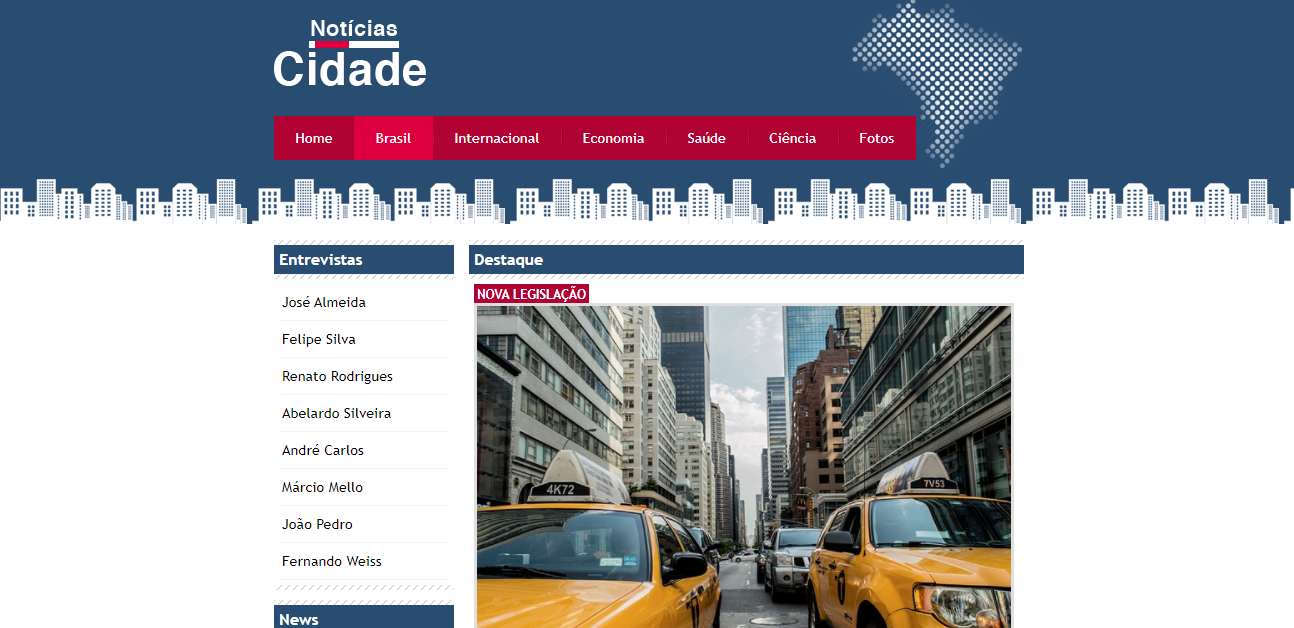 Notícias
Cidade
Home Brasil Internacional Economia Saúde Ciência Fotos
Entrevistas
José Almeida
Felipe Silva
Renato Rodrigues
Abelardo Silveira
André Carlos
Márcio Mello
João Pedro
Fernando Weiss
News
Destaque
NOVA LEGISLAÇÃO
4K72
7V53